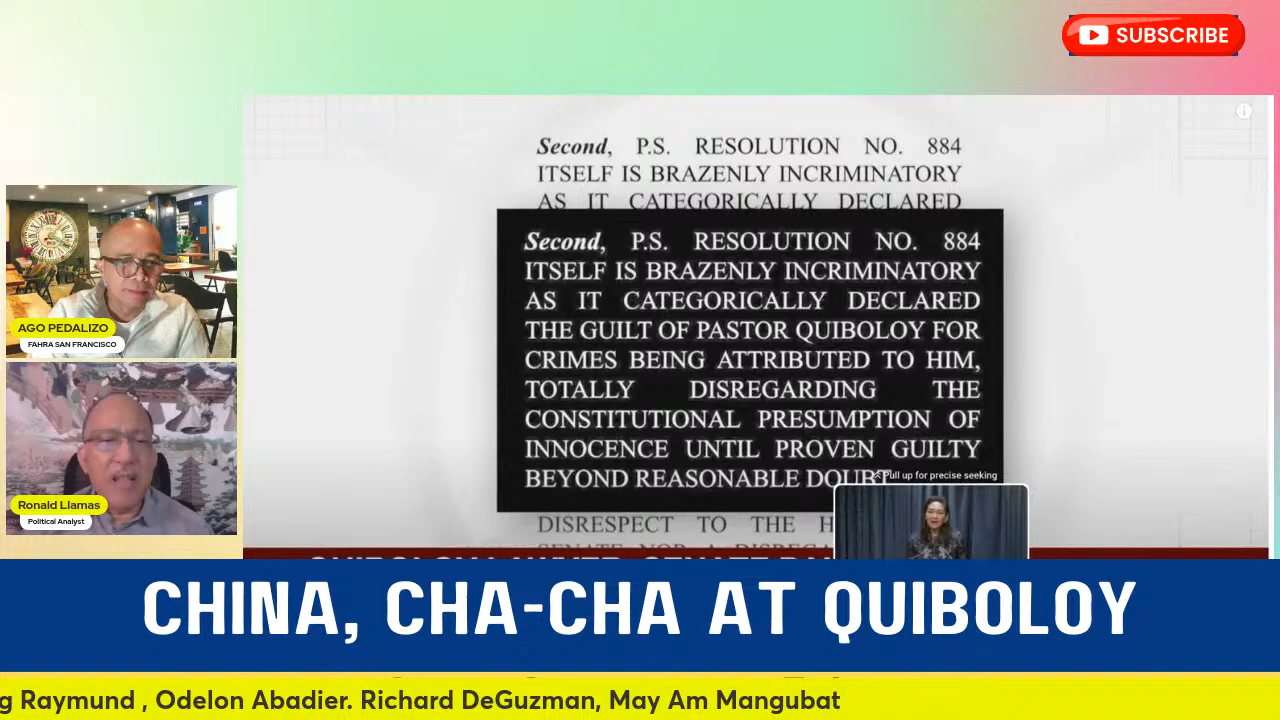 SUBSCRIBE
Second, P.S. RESOLUTION NO. 884
ITSELF IS BRAZENLY INCRIMINATORY
AS IT CATEGORICALLY DECLARED
Second, P.S. RESOLUTION NO. 884
ITSELF IS BRAZENLY INCRIMINATORY
AS IT CATEGORICALLY DECLARED
THE GUILT OF PASTOR QUIBOLOY FOR
CRIMES BEING ATTRIBUTED TO HIM,
TOTALLY DISREGARDING THE
CONSTITUTIONAL PRESUMPTION OF
INNOCENCE UNTIL PROVEN GUILTY
BEYOND REASONABLE DOUBT
Pull up for precise seeking
DISRESPECT TO THE
AGO PEDALIZO
FAHRA SAN FRANCISCO
Ronald Llamas
Political Analyst
CHINA, CHA-CHA AT QUIBOLOY
g Raymund , Odelon Abadier. Richard DeGuzman, May Am Mangubat